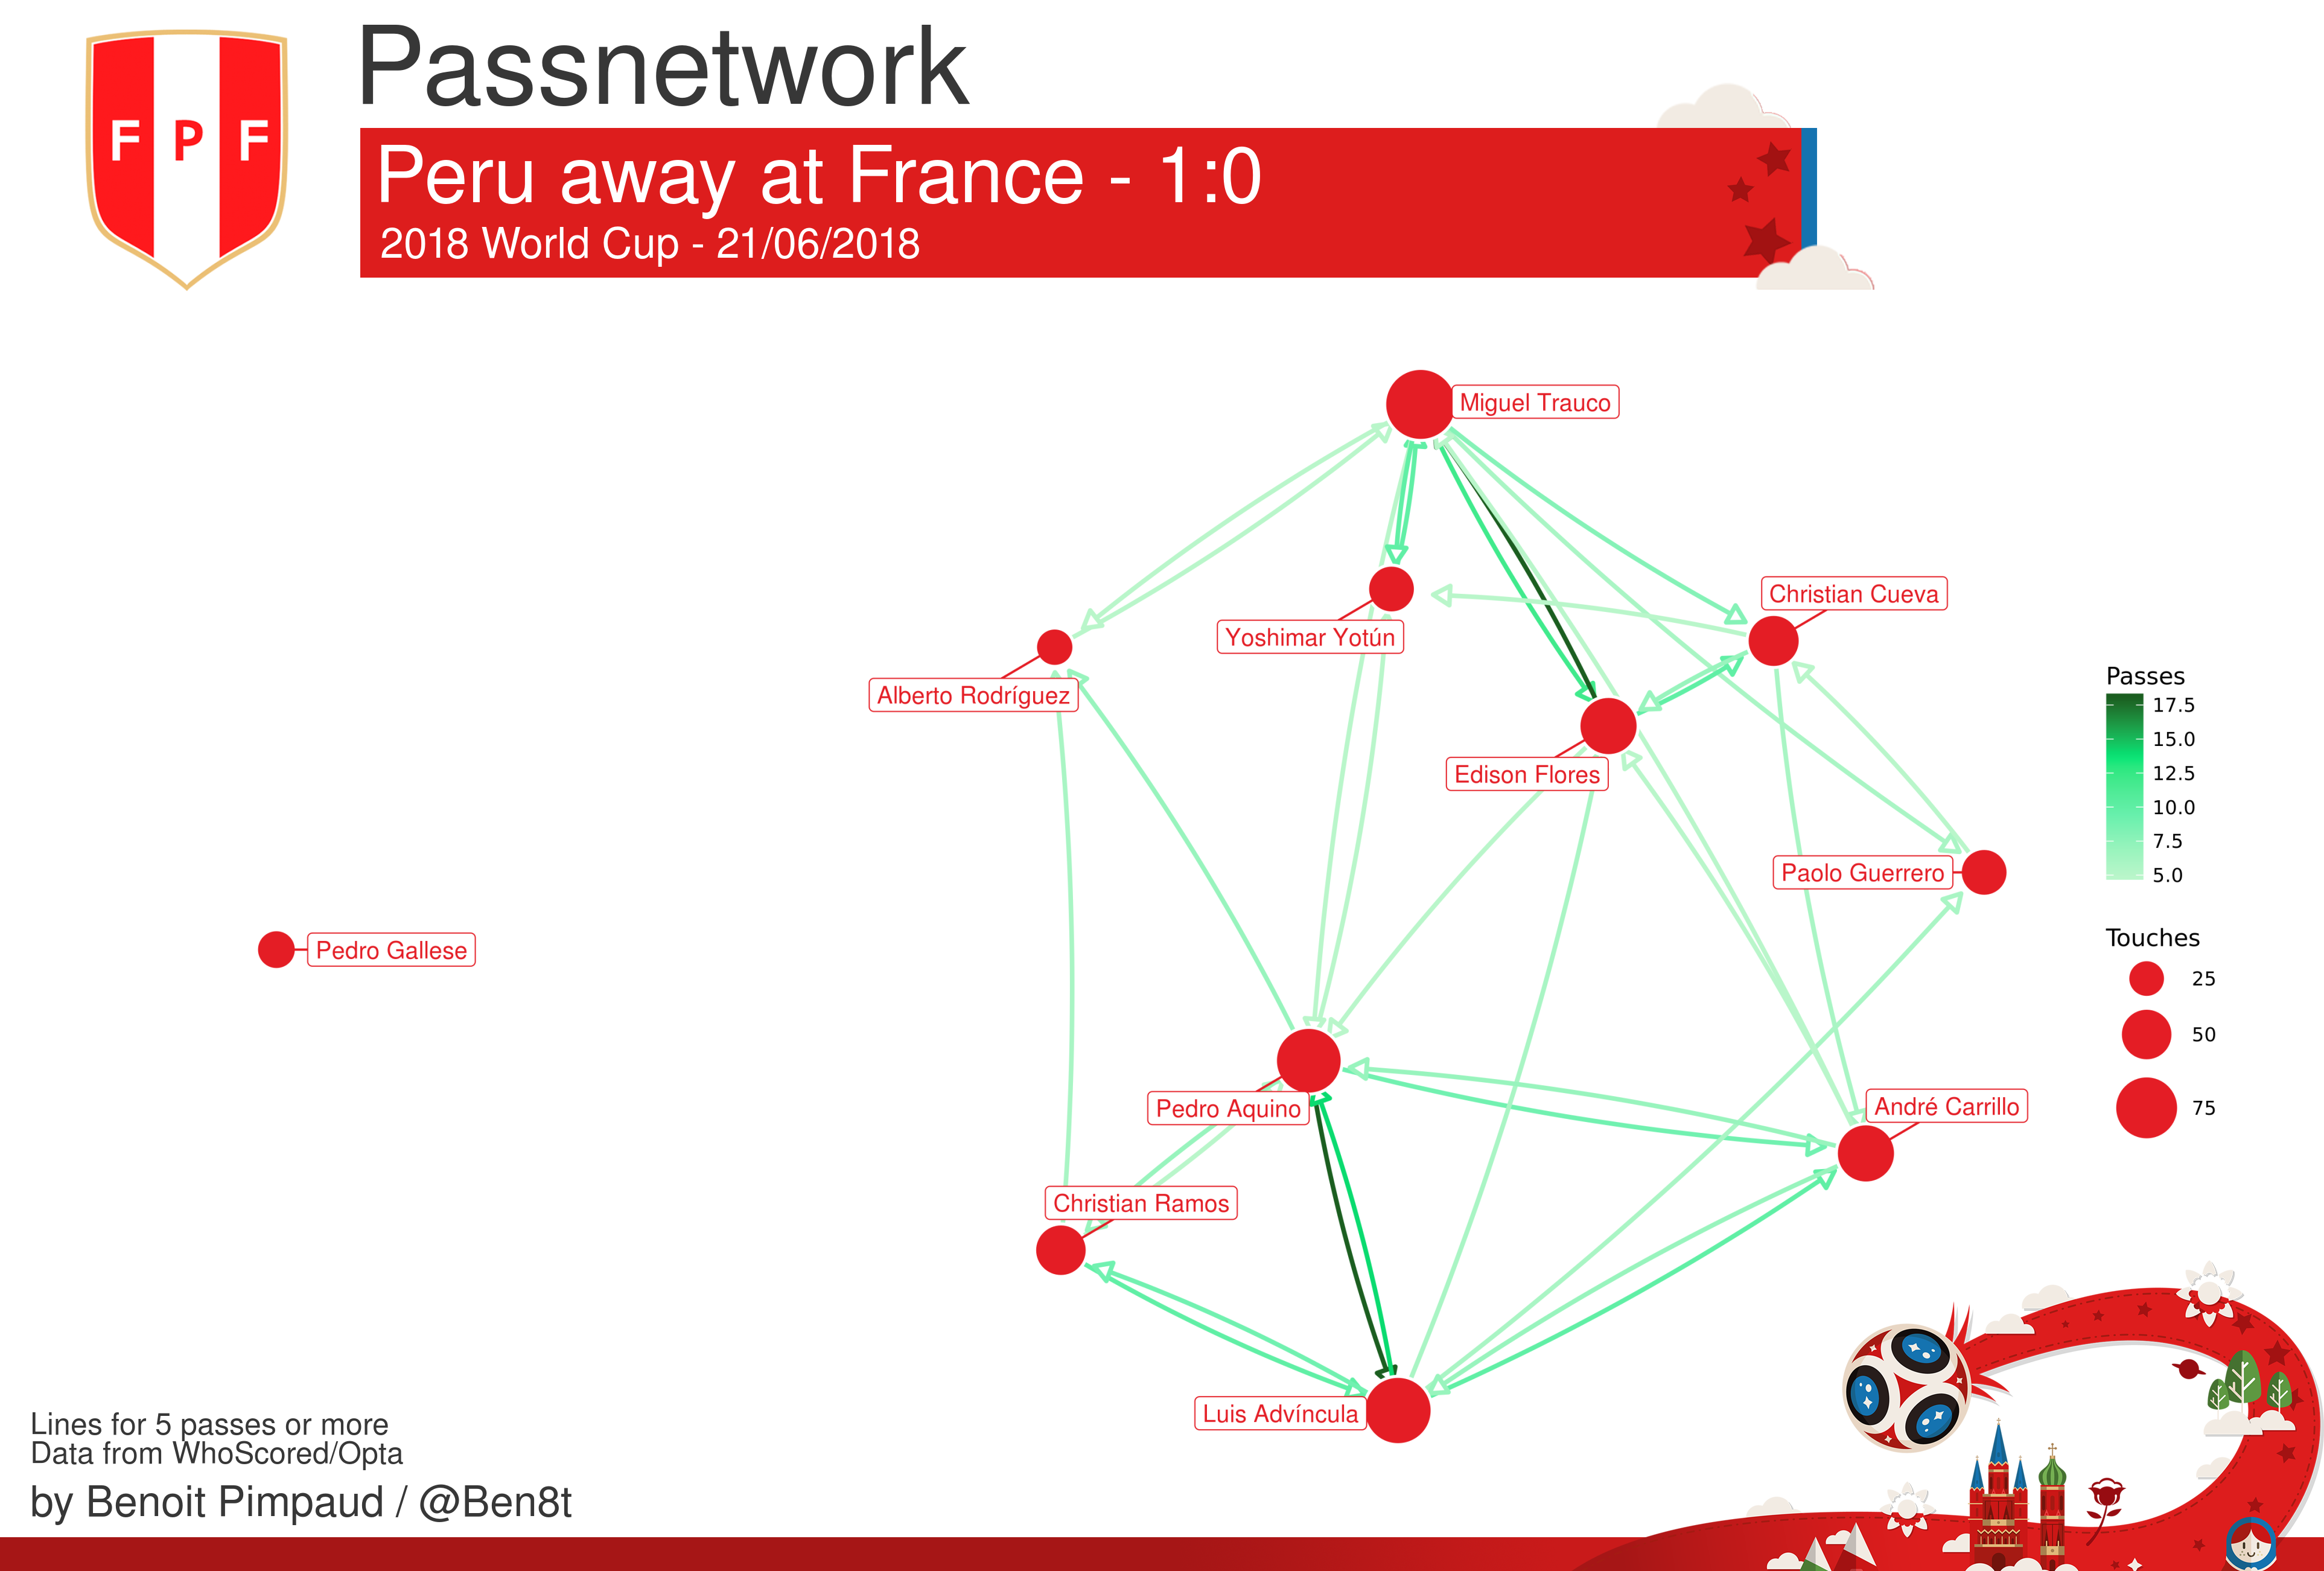 F P F
Passnetwork
Peru away at France - 1:0
2018 World Cup - 21/06/2018
Miguel Trauco
Christian Cueva
Yoshimar Yotún
Alberto Rodríguez
Edison Flores
Paolo Guerrero
Pedro Gallese
Pedro Aquino
André Carrillo
Christian Ramos
Luis Advíncula
Passes
17.5
15.0
12.5
10.0
7.5
5.0
Touches
25
50
75
Lines for 5 passes or more
Data from WhoScored/Opta
by Benoit Pimpaud / @Ben8t